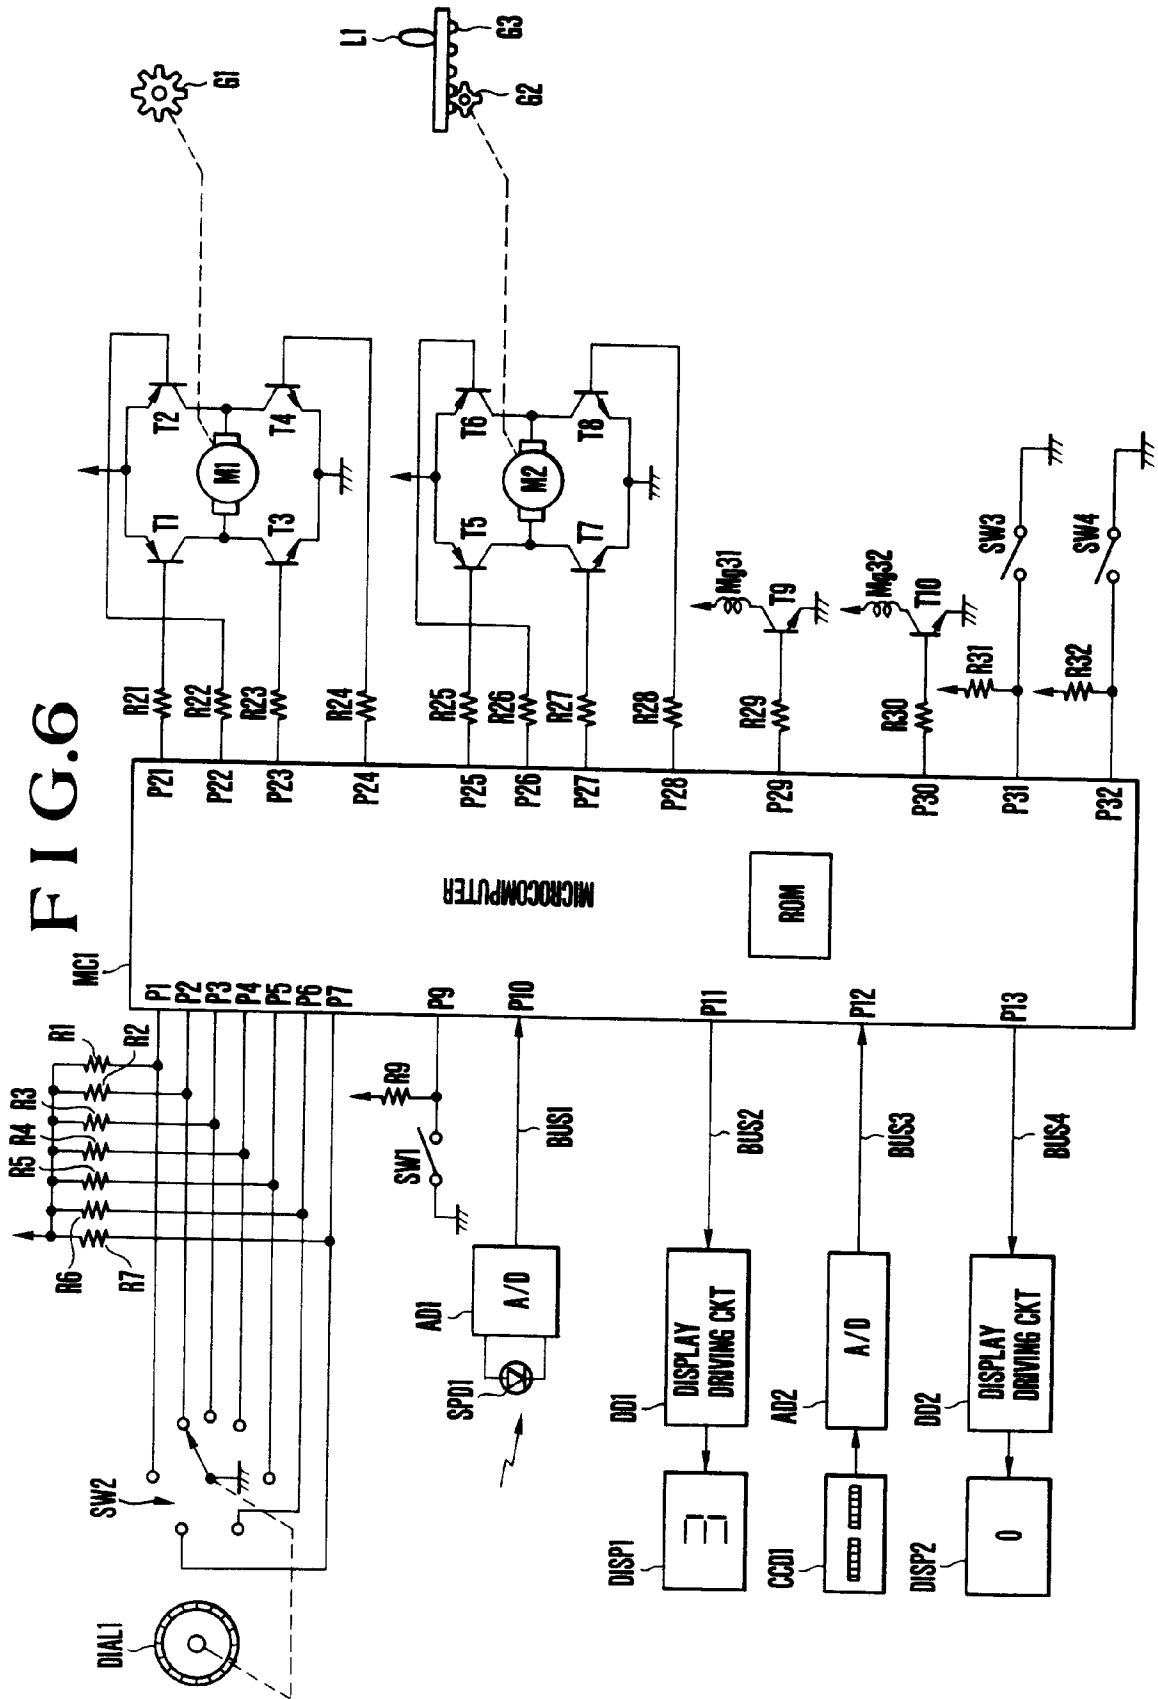 FIG.6
DIAL1
SW2
R7
R6
R5
R4
R3
R2
R1
MC1
P1
P2
P3
P4
P5
P6
P7
P9
P10
P11
P12
P13
SW1
R9
SPD1
AD1
A/D
BUS1
DISP1
DD1
DISPLAY
DRIVING CKT
BUS2
CCD1
AD2
A/D
BUS3
DISP2
0
DD2
DISPLAY
DRIVING CKT
BUS4
MICROCOMPUTER
ROM
P21
P22
P23
P24
P25
P26
P27
P28
P29
P30
P31
P32
R21
R22
R23
R24
R25
R26
R27
R28
R29
R30
R31
R32
T1
T2
T3
T4
M1
G1
T5
T6
T7
T8
M2
G2
G3
L1
Mg31
T9
Mg32
T10
SW3
SW4